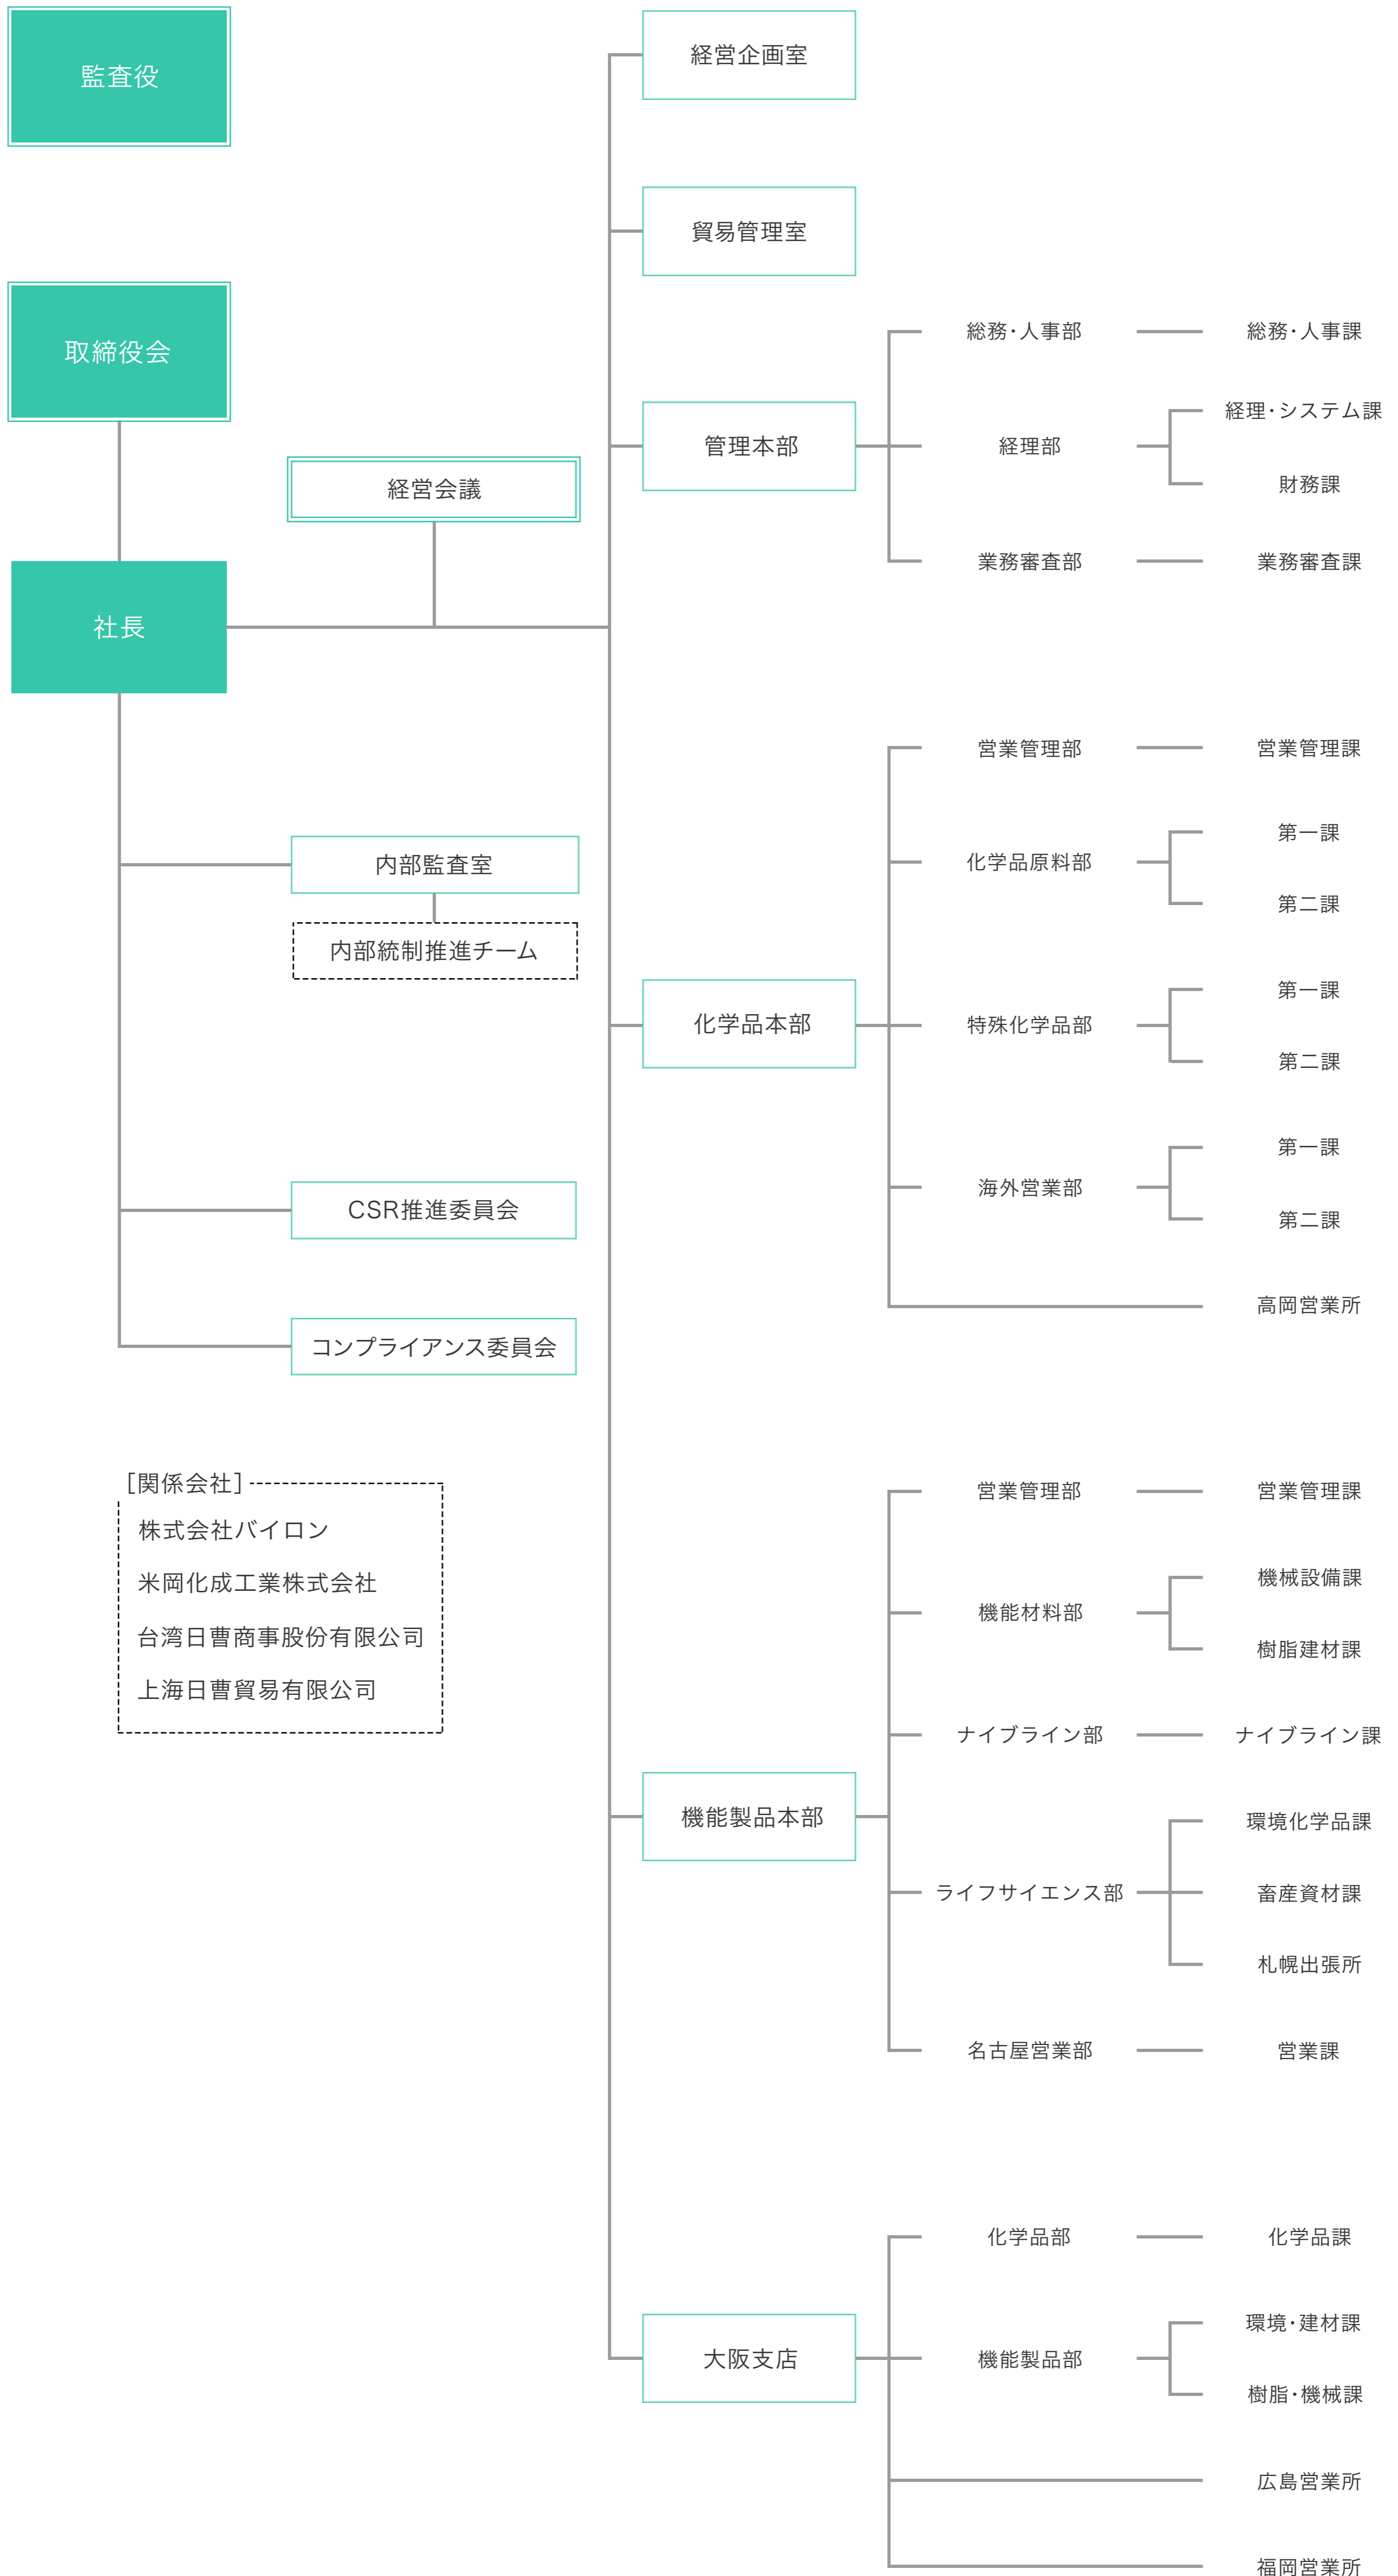 監査役
取締役会
社長
経営会議
内部監査室
内部統制推進チーム
CSR推進委員会
コンプライアンス委員会
［関係会社］
株式会社バイロン
米岡化成工業株式会社
台湾日曹商事股份有限公司
上海日曹貿易有限公司
経営企画室
貿易管理室
管理本部
総務・人事部
総務・人事課
経理部
経理・システム課
財務課
業務審査部
業務審査課
化学品本部
営業管理部
営業管理課
化学品原料部
第一課
第二課
特殊化学品部
第一課
第二課
海外営業部
第一課
第二課
高岡営業所
機能製品本部
営業管理部
営業管理課
機能材料部
機械設備課
樹脂建材課
ナイブライン部
ナイブライン課
ライフサイエンス部
環境化学品課
畜産資材課
札幌出張所
名古屋営業部
営業課
大阪支店
化学品部
化学品課
機能製品部
環境・建材課
樹脂・機械課
広島営業所
福岡営業所